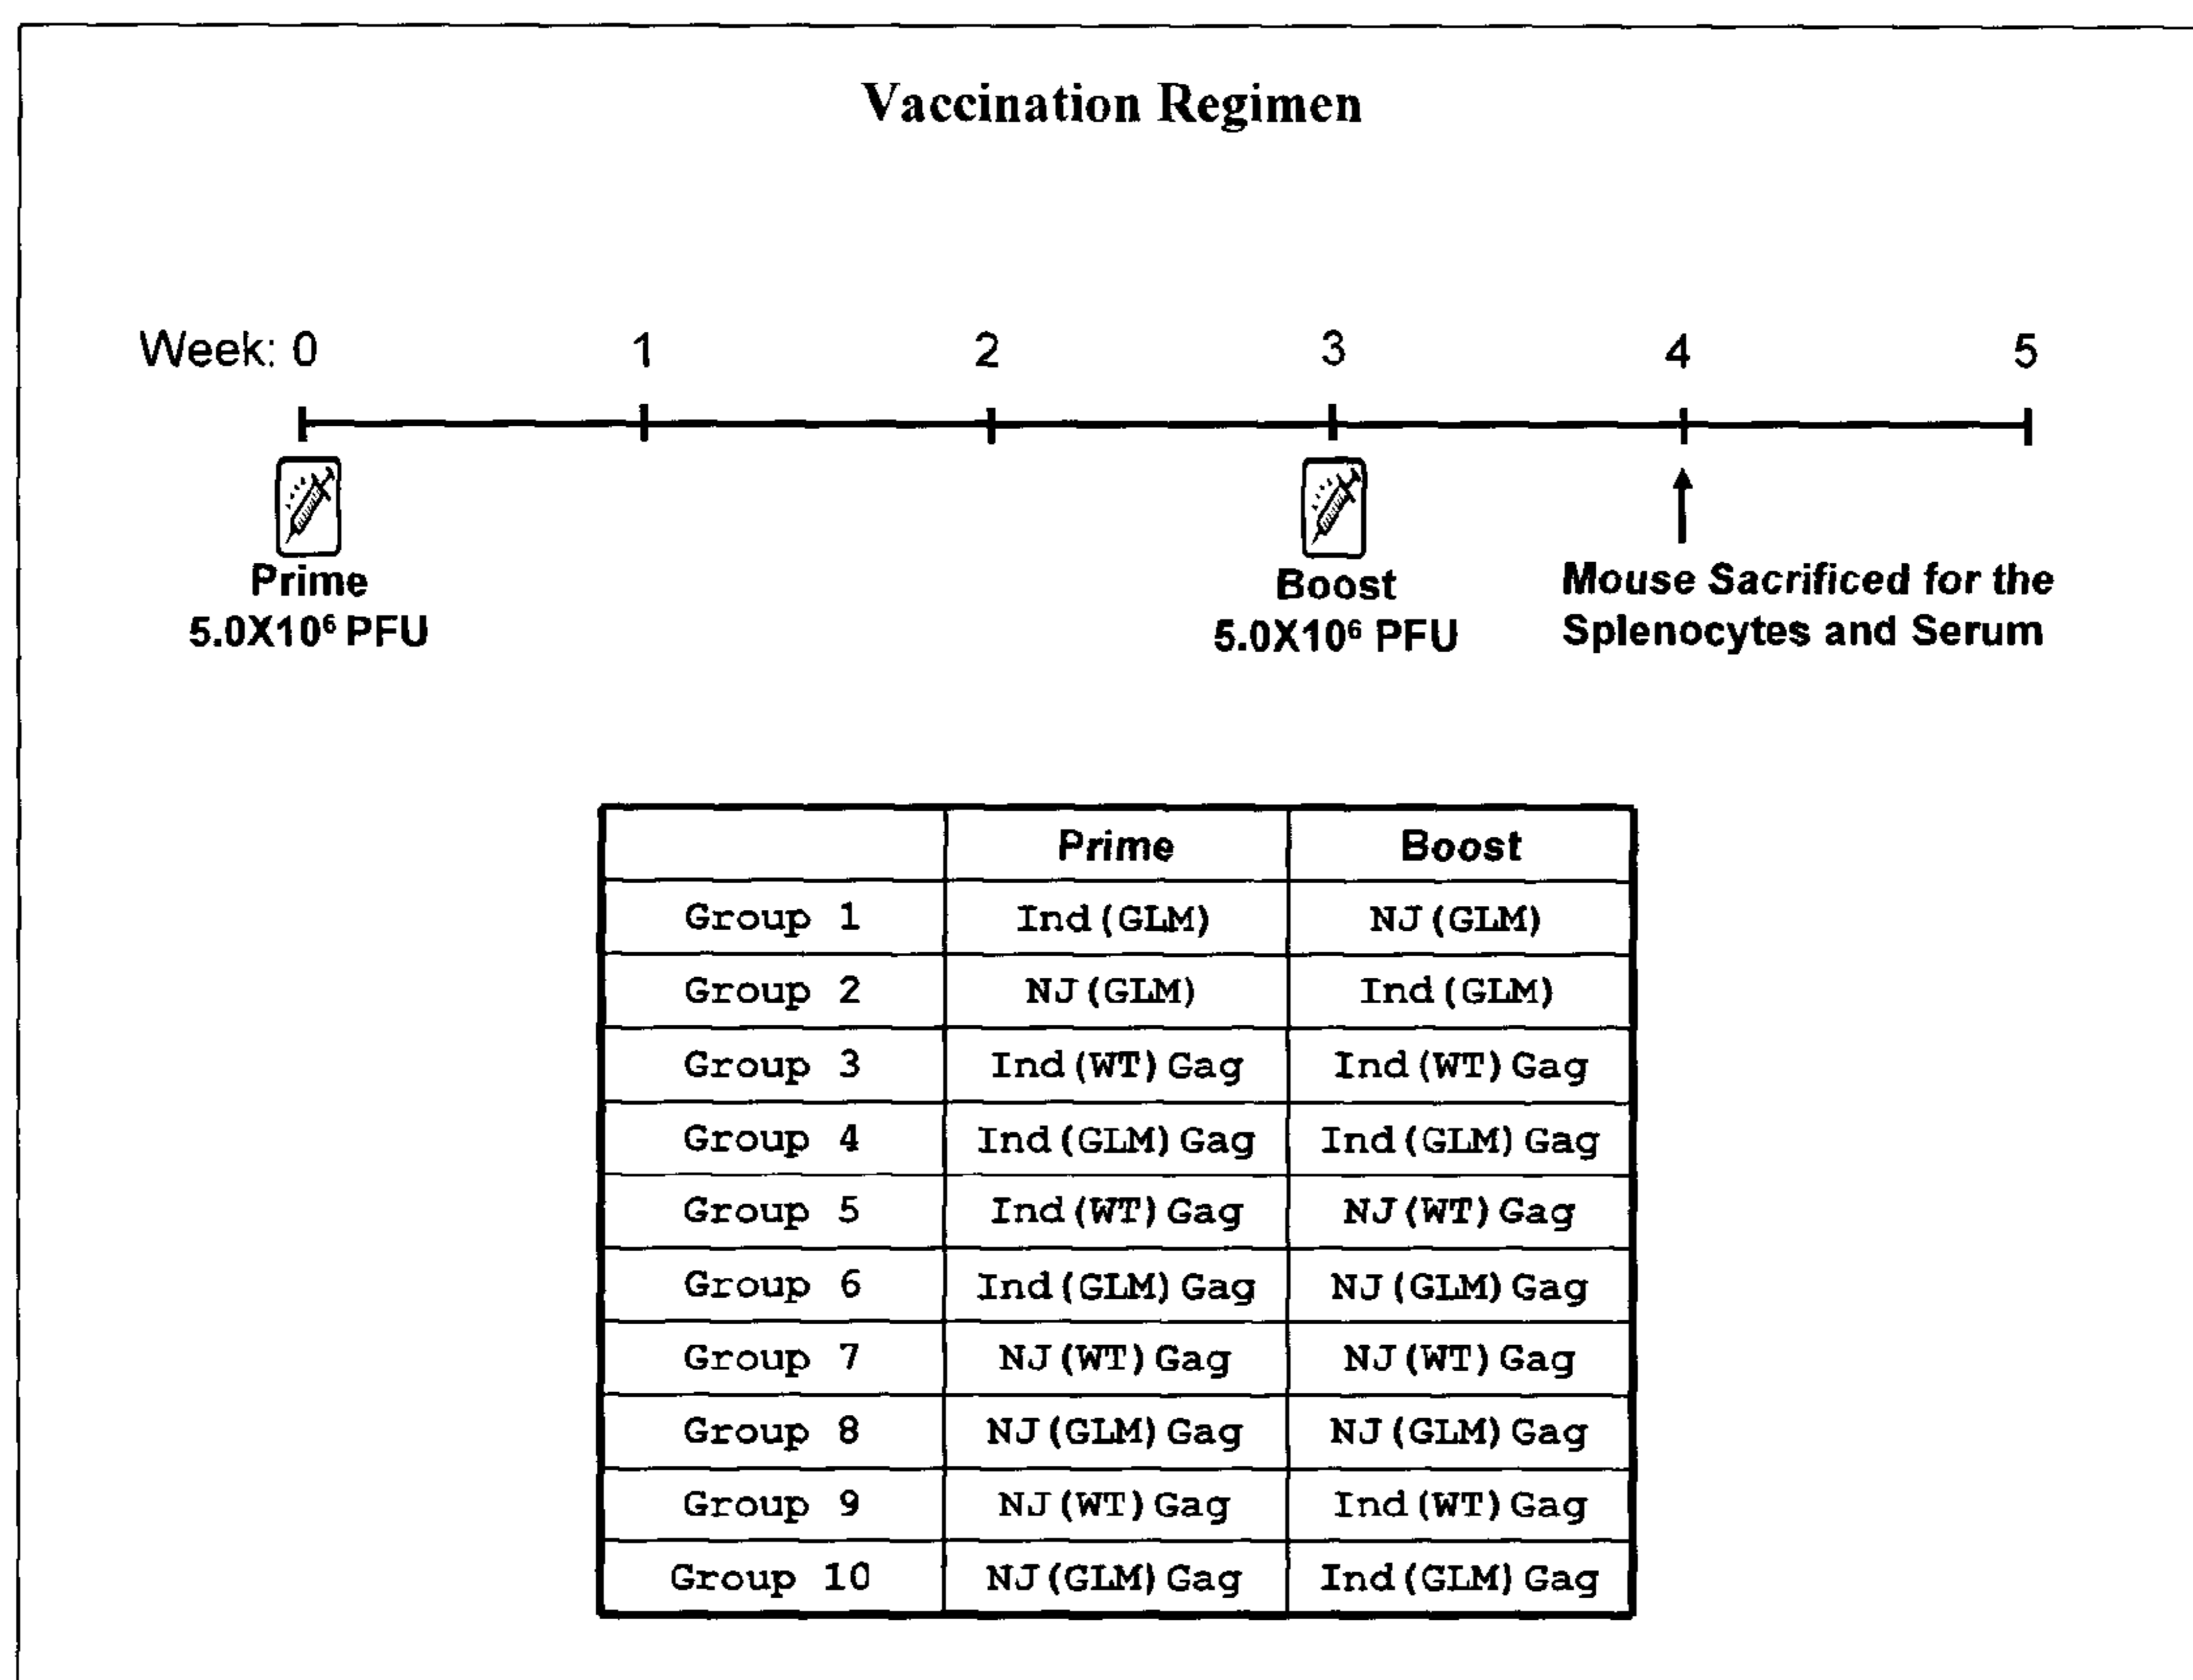 Vaccination Regimen
Week: 0 1 2 3 4 5
Prime
5.0X10⁶ PFU
Boost
5.0X10⁶ PFU
Mouse Sacrificed for the
Splenocytes and Serum
Prime Boost
Group 1 Ind(GLM) NJ(GLM)
Group 2 NJ(GLM) Ind(GLM)
Group 3 Ind(WT)Gag Ind(WT)Gag
Group 4 Ind(GLM)Gag Ind(GLM)Gag
Group 5 Ind(WT)Gag NJ(WT)Gag
Group 6 Ind(GLM)Gag NJ(GLM)Gag
Group 7 NJ(WT)Gag NJ(WT)Gag
Group 8 NJ(GLM)Gag NJ(GLM)Gag
Group 9 NJ(WT)Gag Ind(WT)Gag
Group 10 NJ(GLM)Gag Ind(GLM)Gag